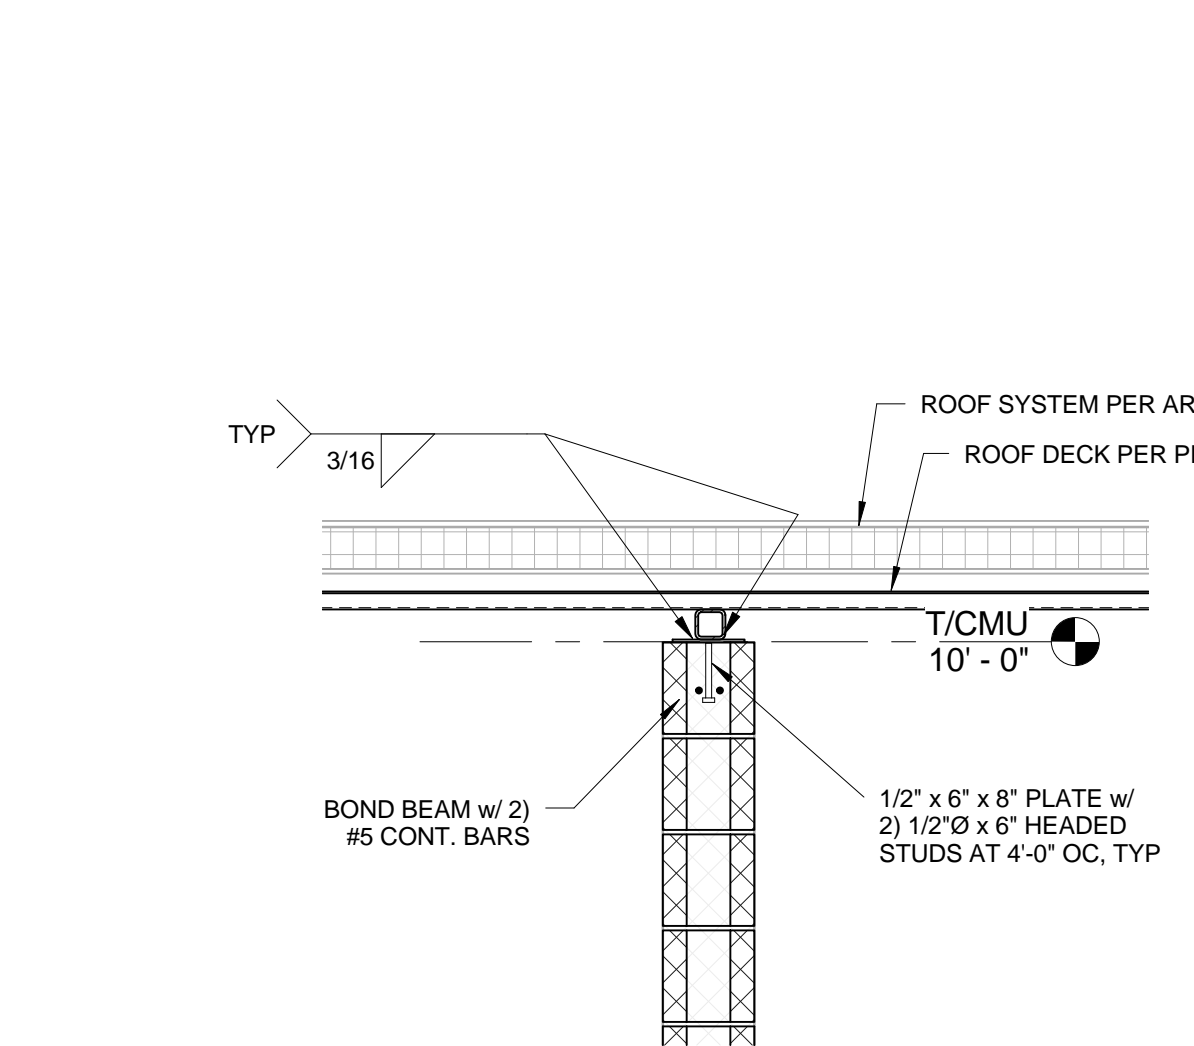 ROOF SYSTEM PER AR
TYP
ROOF DECK PER
3/16
T/CMU
10' - 0"
BOND BEAM w/ 2)
#5 CONT. BARS
1/2" x 6" x 8" PLATE w/
2) 1/2"Ø x 6" HEADED
STUDS AT 4'-0" OC, TYP